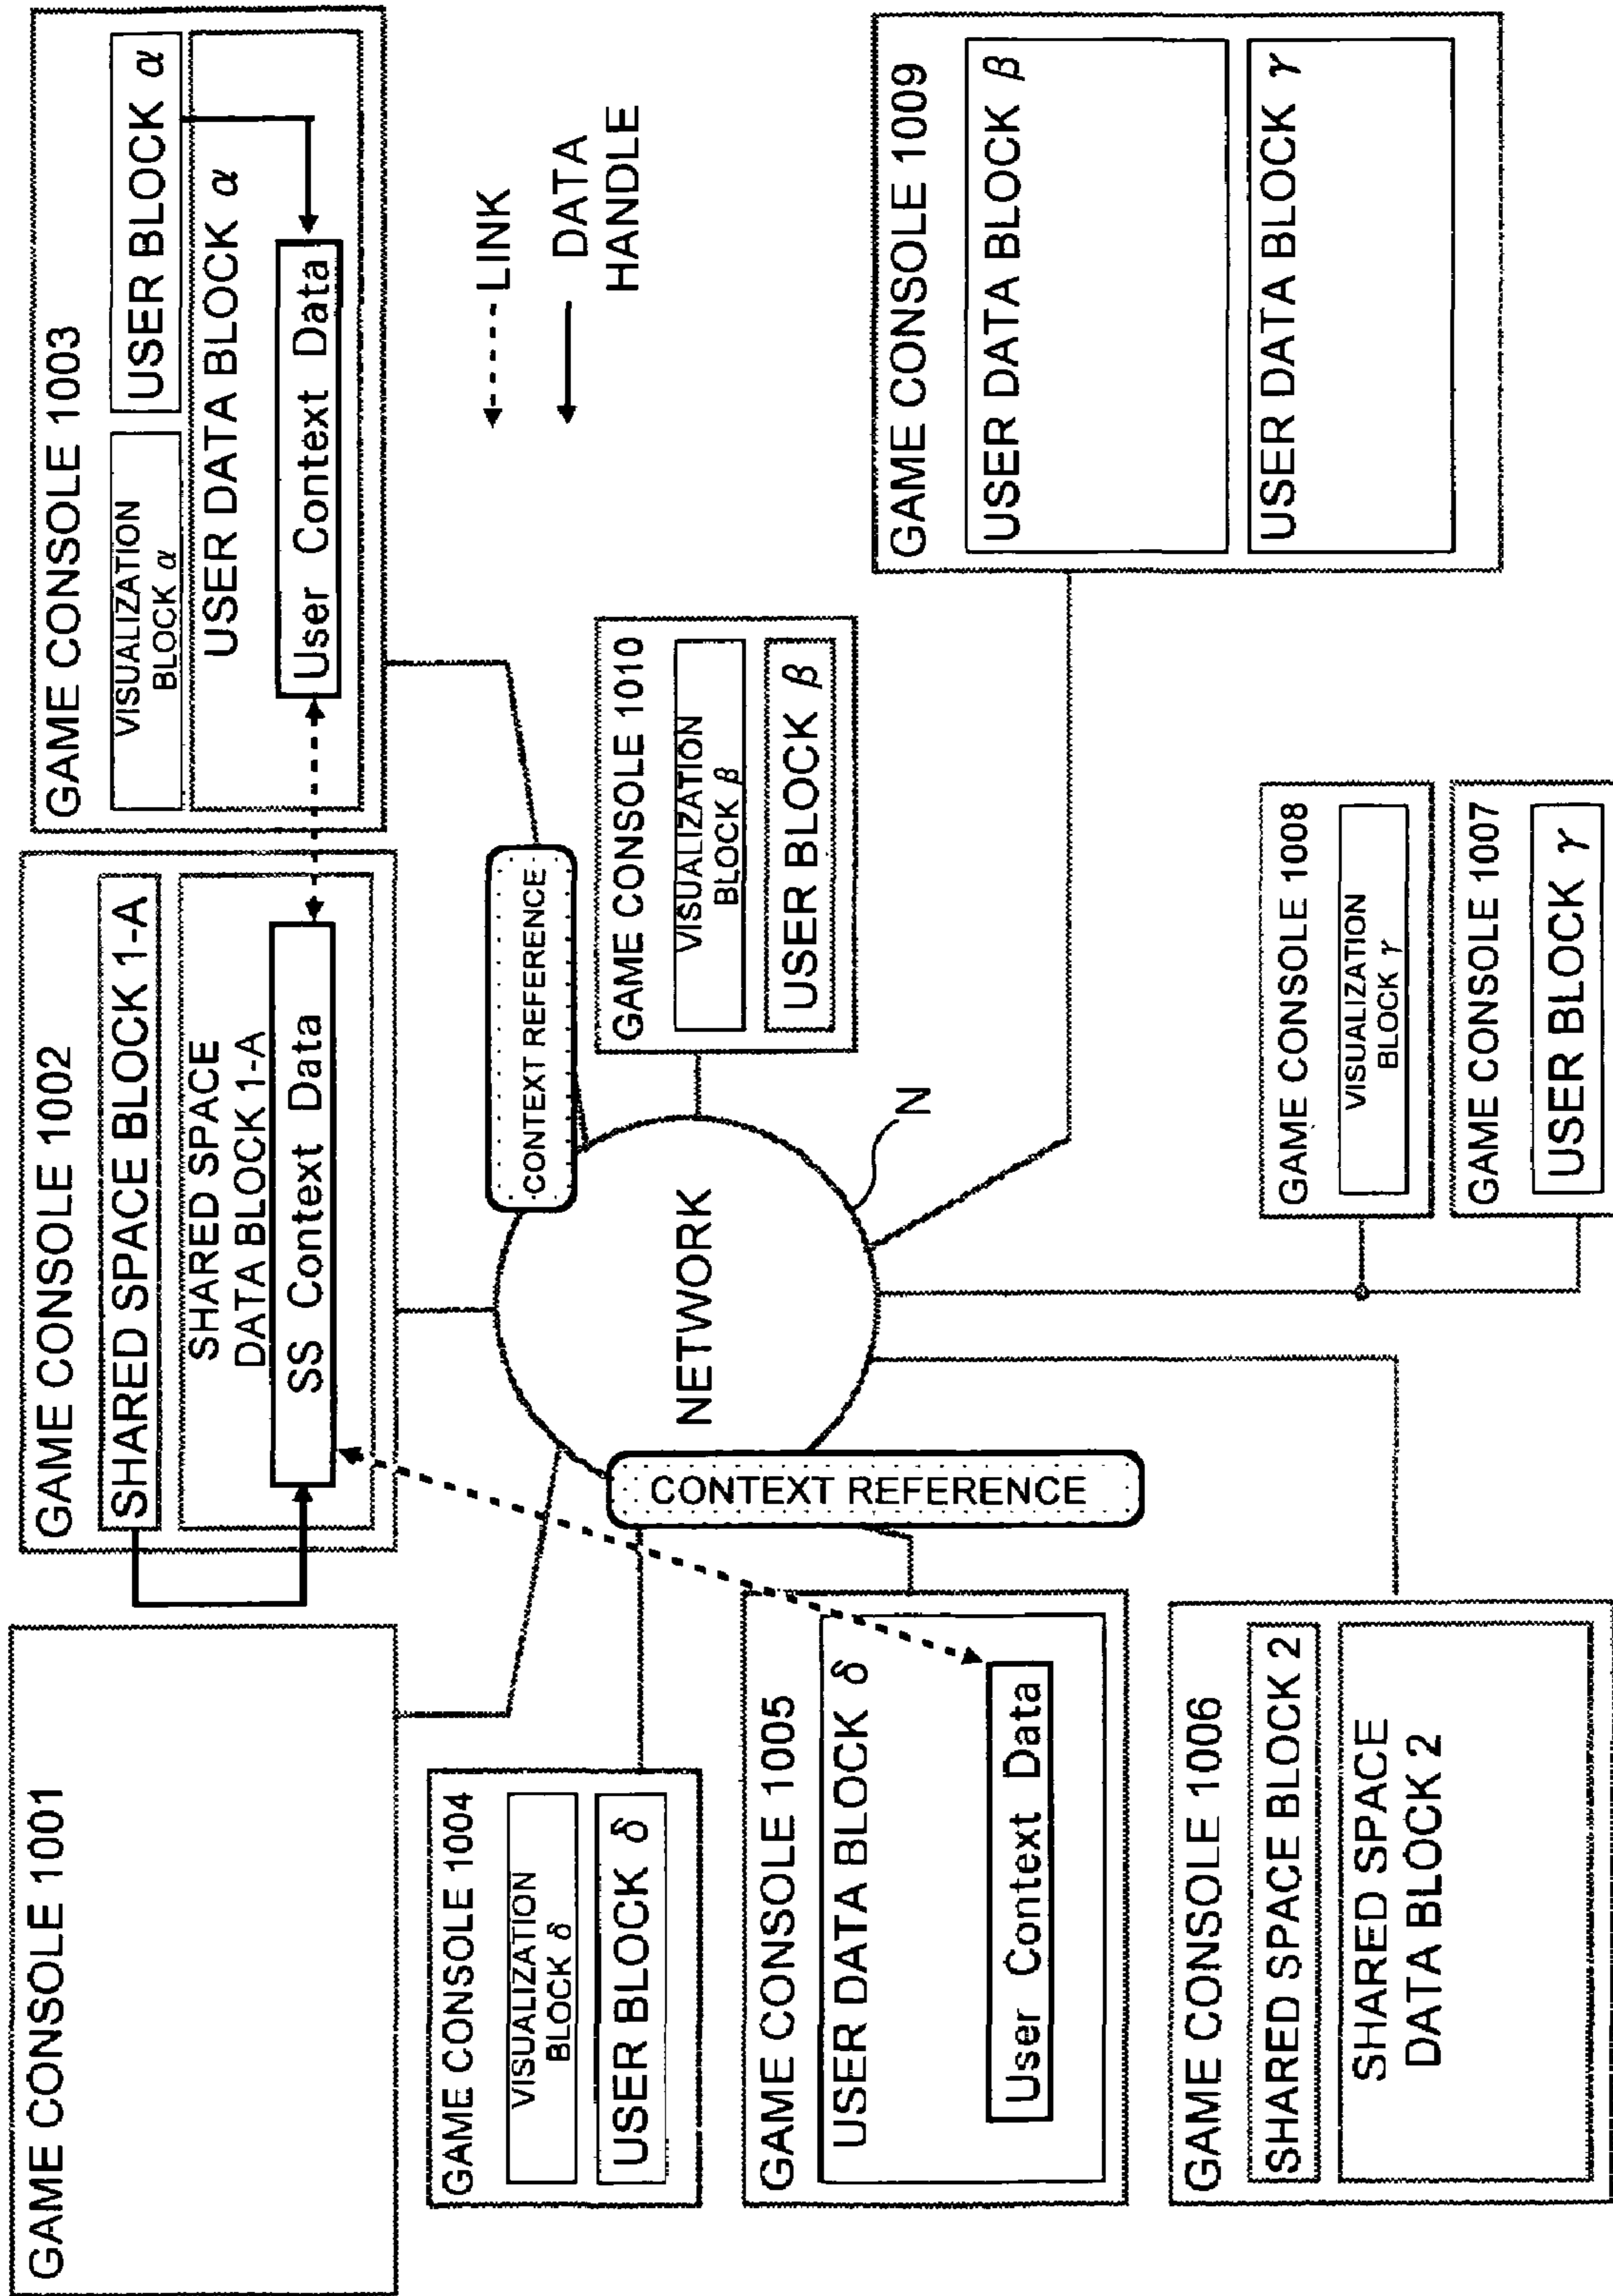 GAME CONSOLE 1001
GAME CONSOLE 1002
SHARED SPACE BLOCK 1-A
SHARED SPACE
DATA BLOCK 1-A
SS Context Data
GAME CONSOLE 1003
VISUALIZATION
BLOCK α
USER BLOCK α
USER DATA BLOCK α
User Context Data
LINK
DATA
HANDLE
GAME CONSOLE 1004
VISUALIZATION
BLOCK δ
USER BLOCK δ
CONTEXT REFERENCE
NETWORK
N
CONTEXT REFERENCE
GAME CONSOLE 1010
VISUALIZATION
BLOCK β
USER BLOCK β
GAME CONSOLE 1005
USER DATA BLOCK δ
User Context Data
GAME CONSOLE 1009
USER DATA BLOCK β
USER DATA BLOCK γ
GAME CONSOLE 1006
SHARED SPACE BLOCK 2
SHARED SPACE
DATA BLOCK 2
GAME CONSOLE 1008
VISUALIZATION
BLOCK γ
GAME CONSOLE 1007
USER BLOCK γ